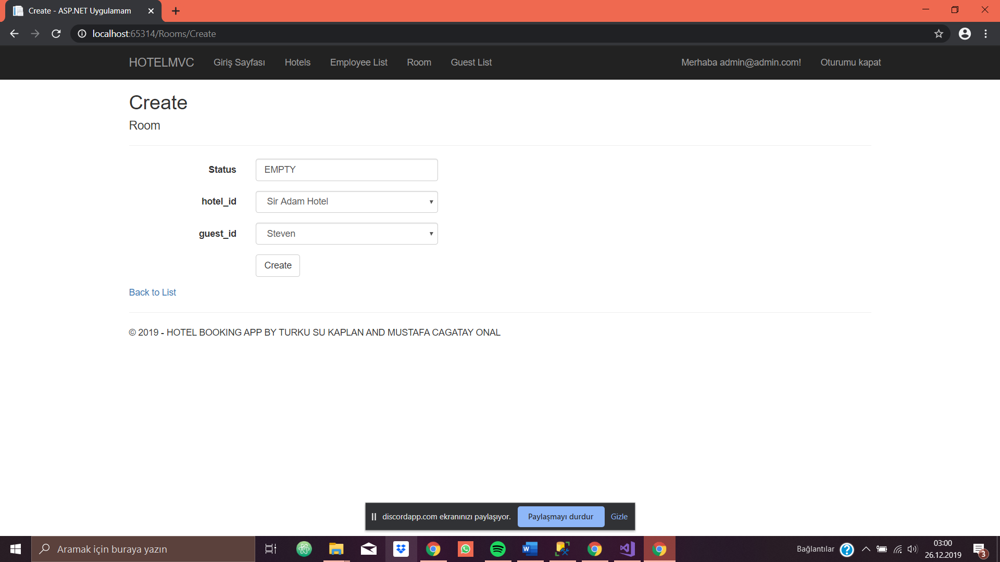 Create - ASP.NET Uygulamam
localhost:65314/Rooms/Create
HOTELMVC Giriş Sayfası Hotels Employee List Room Guest List Merhaba admin@admin.com! Oturumu kapat
Create
Room
Status EMPTY
hotel_id Sir Adam Hotel
guest_id Steven
Create
Back to List
© 2019 - HOTEL BOOKING APP BY TURKU SU KAPLAN AND MUSTAFA CAGATAY ONAL
discordapp.com ekranınızı paylaşıyor. Paylaşmayı durdur Gizle
Aramak için buraya yazın
Bağlantılar
03:00
26.12.2019
3